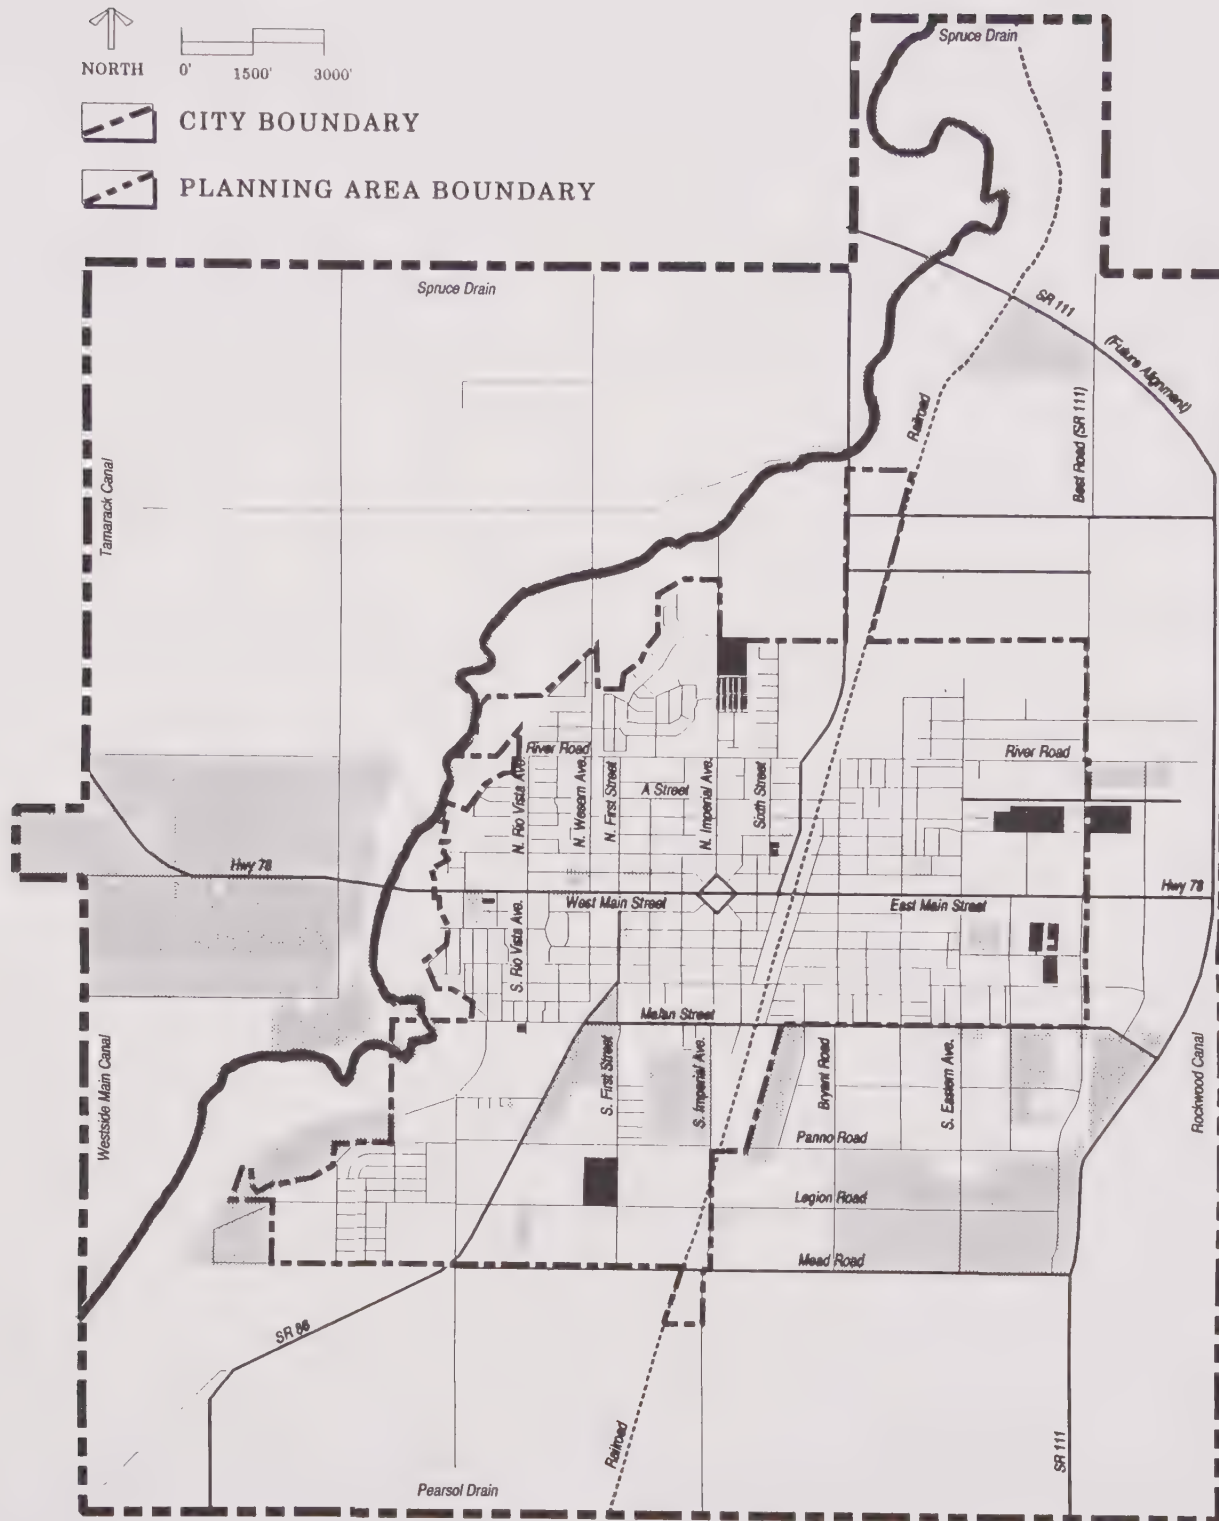 NORTH
0' 1500' 3000'
CITY BOUNDARY
PLANNING AREA BOUNDARY
Spruce Drain
Spruce Drain
SR 111
(Future Alignment)
Railroad
Best Road (SR 111)
Tamarack Canal
River Road
River Road
N. Rio Vista Ave.
N. Western Ave.
N. First Street
A Street
N. Imperial Ave.
Sixth Street
Hwy 78
Hwy 78
West Main Street
East Main Street
S. Rio Vista Ave.
Malan Street
Westside Main Canal
S. First Street
S. Imperial Ave.
Bryant Road
S. Eastern Ave.
Rockwood Canal
Panno Road
Legion Road
Mead Road
SR 86
Railroad
SR 111
Pearsol Drain